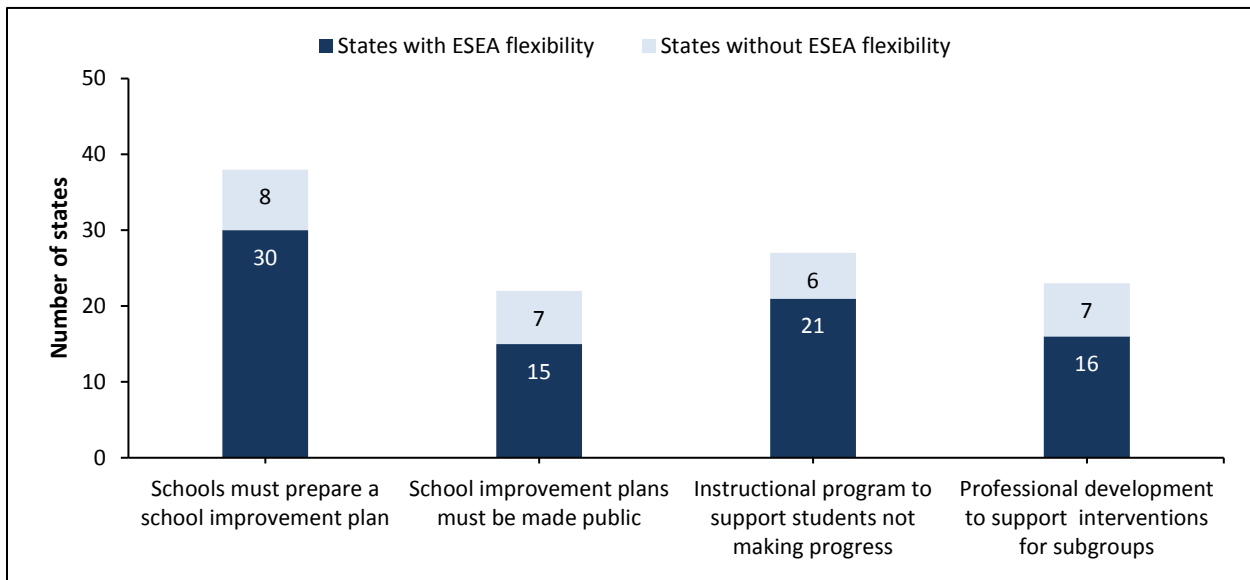 States with ESEA flexibility States without ESEA flexibility
50
40
30
20
10
0
Number of states
8
30
7
15
6
21
7
16
Schools must prepare a
school improvement plan
School improvement plans
must be made public
Instructional program to
support students not
making progress
Professional development
to support interventions
for subgroups